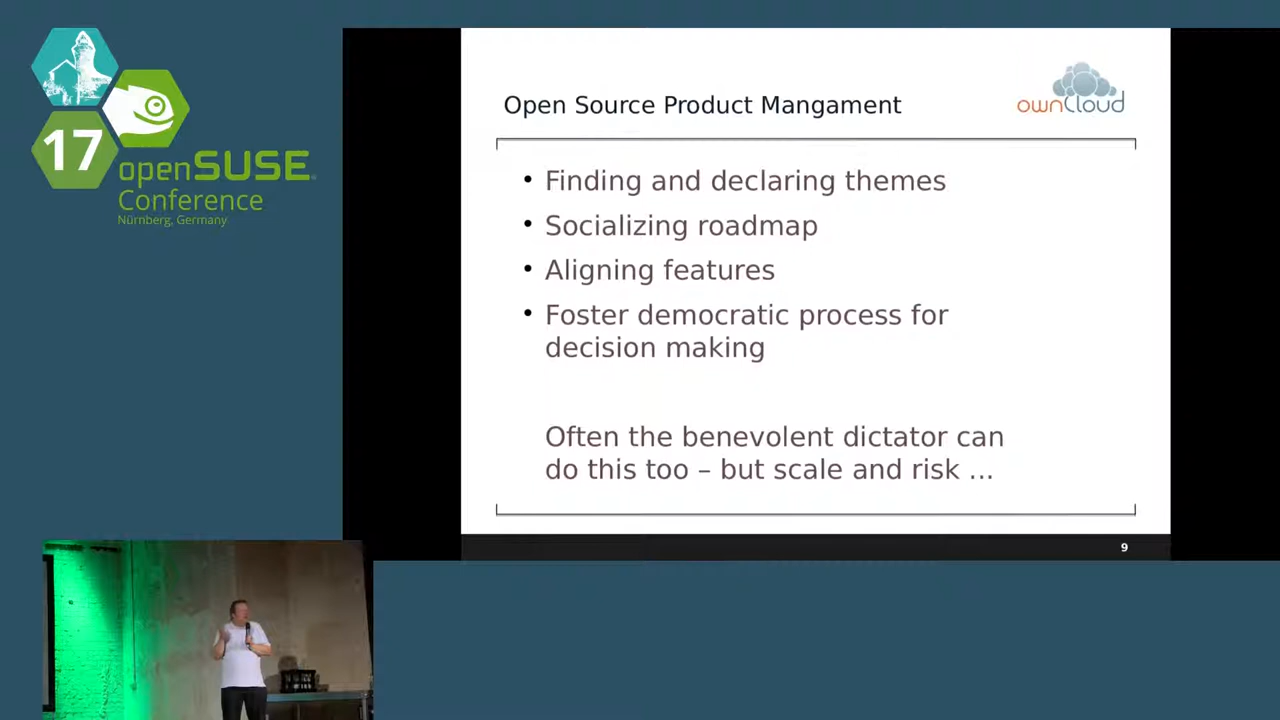 17
openSUSE
Conference
Nürnberg, Germany
ownCloud
Open Source Product Mangament
• Finding and declaring themes
• Socializing roadmap
• Aligning features
• Foster democratic process for
decision making
Often the benevolent dictator can
do this too – but scale and risk ...
9